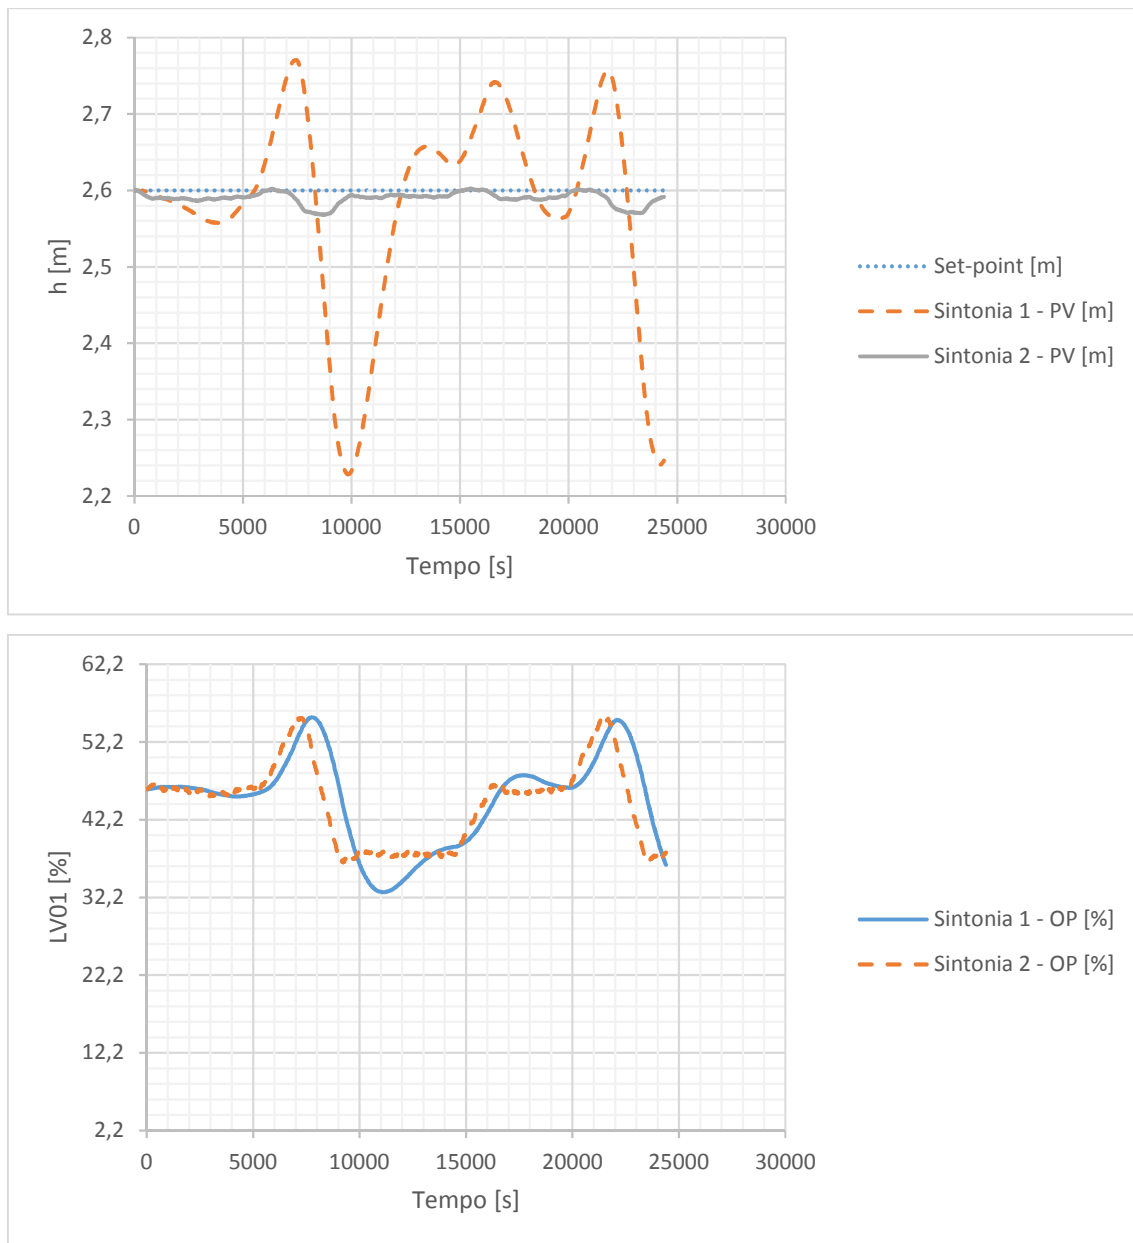 2,8
2,7
2,6
2,5
2,4
2,3
2,2
h [m]
0 5000 10000 15000 20000 25000 30000
Tempo [s]
Set-point [m]
Sintonia 1 - PV [m]
Sintonia 2 - PV [m]
62,2
52,2
42,2
32,2
22,2
12,2
2,2
LV01 [%]
0 5000 10000 15000 20000 25000 30000
Tempo [s]
Sintonia 1 - OP [%]
Sintonia 2 - OP [%]